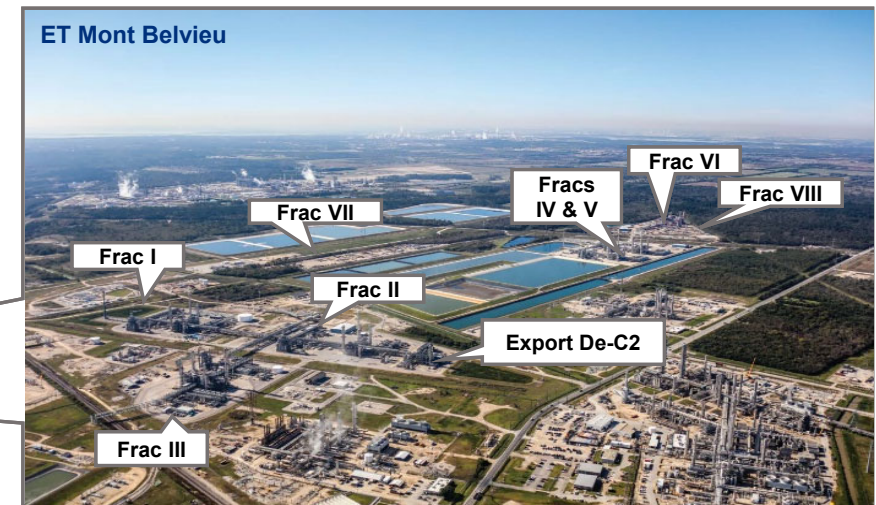 ET Mont Belvieu
Frac VI
Fracs
IV & V
Frac VIII
Frac VII
Frac I
Frac II
Export De-C2
Frac III